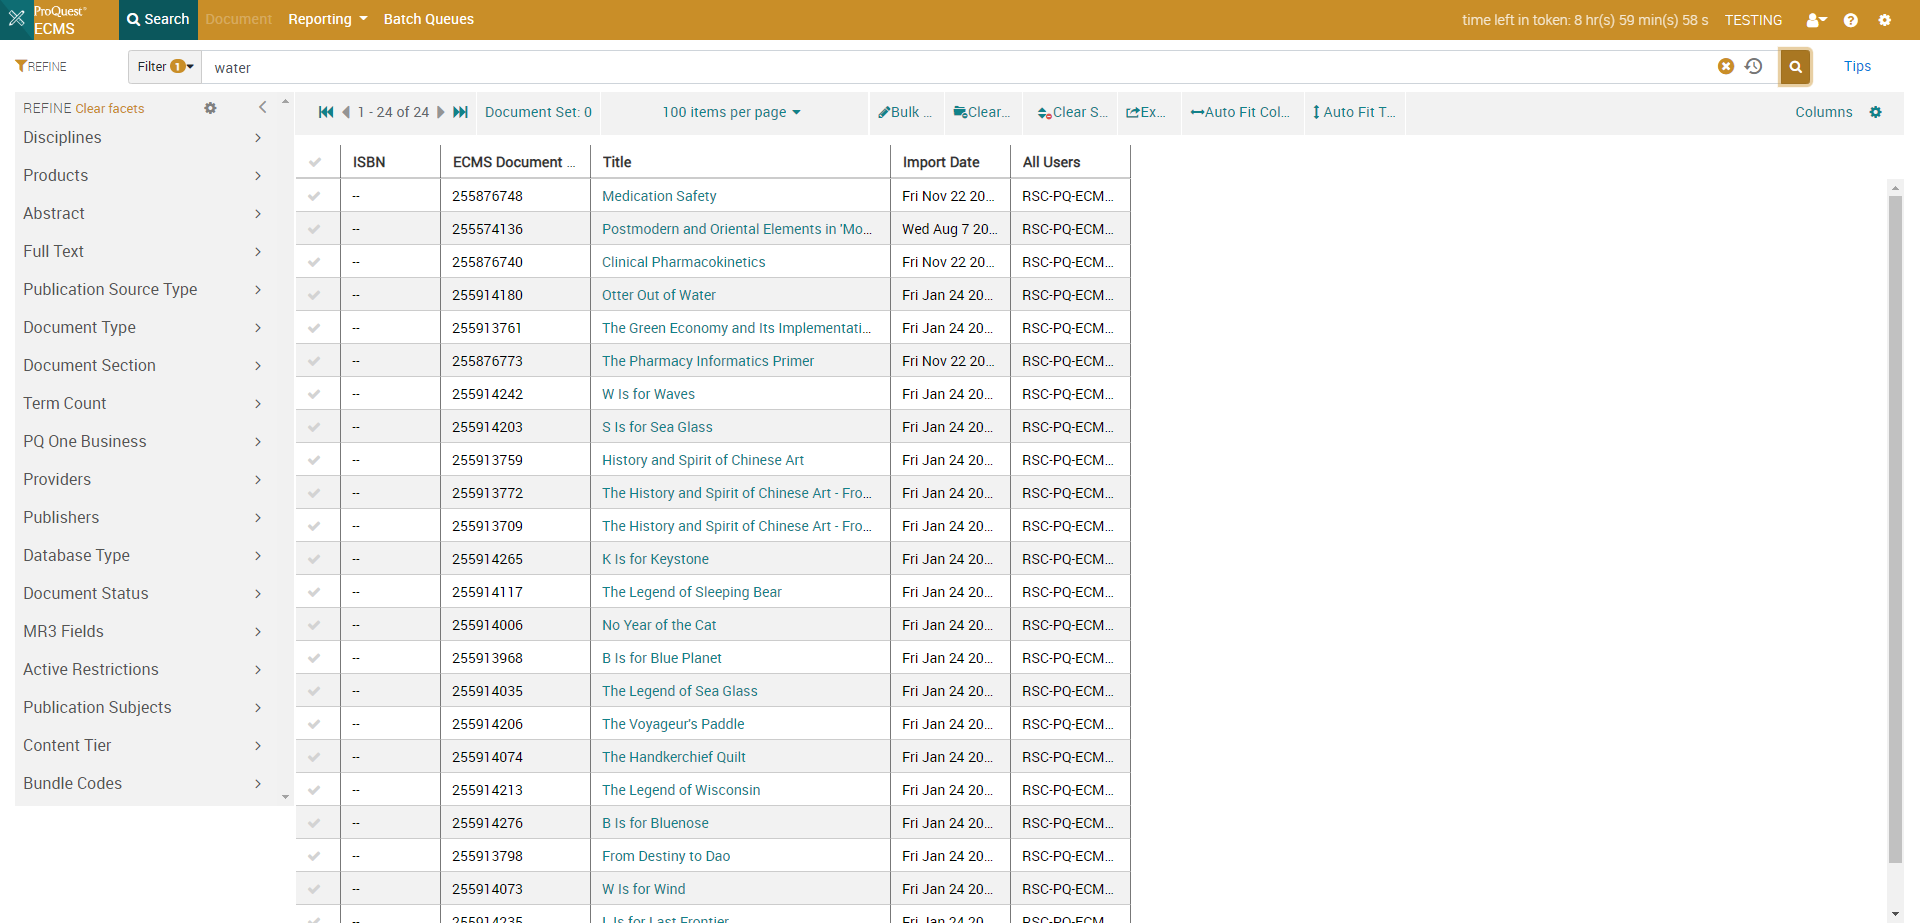 ProQuest®
ECMS
Search
Document
Reporting
Batch Queues
time left in token: 8 hr(s) 59 min(s) 58 s
TESTING
REFINE
Filter 1
water
Tips
REFINE Clear facets
1 - 24 of 24
Document Set: 0
100 items per page
Bulk ...
Clear...
Clear S...
Ex...
Auto Fit Col...
Auto Fit T...
Columns
Disciplines
Products
Abstract
Full Text
Publication Source Type
Document Type
Document Section
Term Count
PQ One Business
Providers
Publishers
Database Type
Document Status
MR3 Fields
Active Restrictions
Publication Subjects
Content Tier
Bundle Codes
ISBN ECMS Document ... Title Import Date All Users
-- 255876748 Medication Safety Fri Nov 22 20... RSC-PQ-ECM...
-- 255574136 Postmodern and Oriental Elements in 'Mo... Wed Aug 7 20... RSC-PQ-ECM...
-- 255876740 Clinical Pharmacokinetics Fri Nov 22 20... RSC-PQ-ECM...
-- 255914180 Otter Out of Water Fri Jan 24 20... RSC-PQ-ECM...
-- 255913761 The Green Economy and Its Implementati... Fri Jan 24 20... RSC-PQ-ECM...
-- 255876773 The Pharmacy Informatics Primer Fri Nov 22 20... RSC-PQ-ECM...
-- 255914242 W Is for Waves Fri Jan 24 20... RSC-PQ-ECM...
-- 255914203 S Is for Sea Glass Fri Jan 24 20... RSC-PQ-ECM...
-- 255913759 History and Spirit of Chinese Art Fri Jan 24 20... RSC-PQ-ECM...
-- 255913772 The History and Spirit of Chinese Art - Fro... Fri Jan 24 20... RSC-PQ-ECM...
-- 255913709 The History and Spirit of Chinese Art - Fro... Fri Jan 24 20... RSC-PQ-ECM...
-- 255914265 K Is for Keystone Fri Jan 24 20... RSC-PQ-ECM...
-- 255914117 The Legend of Sleeping Bear Fri Jan 24 20... RSC-PQ-ECM...
-- 255914006 No Year of the Cat Fri Jan 24 20... RSC-PQ-ECM...
-- 255913968 B Is for Blue Planet Fri Jan 24 20... RSC-PQ-ECM...
-- 255914035 The Legend of Sea Glass Fri Jan 24 20... RSC-PQ-ECM...
-- 255914206 The Voyageur's Paddle Fri Jan 24 20... RSC-PQ-ECM...
-- 255914074 The Handkerchief Quilt Fri Jan 24 20... RSC-PQ-ECM...
-- 255914213 The Legend of Wisconsin Fri Jan 24 20... RSC-PQ-ECM...
-- 255914276 B Is for Bluenose Fri Jan 24 20... RSC-PQ-ECM...
-- 255913798 From Destiny to Dao Fri Jan 24 20... RSC-PQ-ECM...
-- 255914073 W Is for Wind Fri Jan 24 20... RSC-PQ-ECM...
-- 255914235 L Is for Last Frontier Fri Jan 24 20... RSC-PQ-ECM...